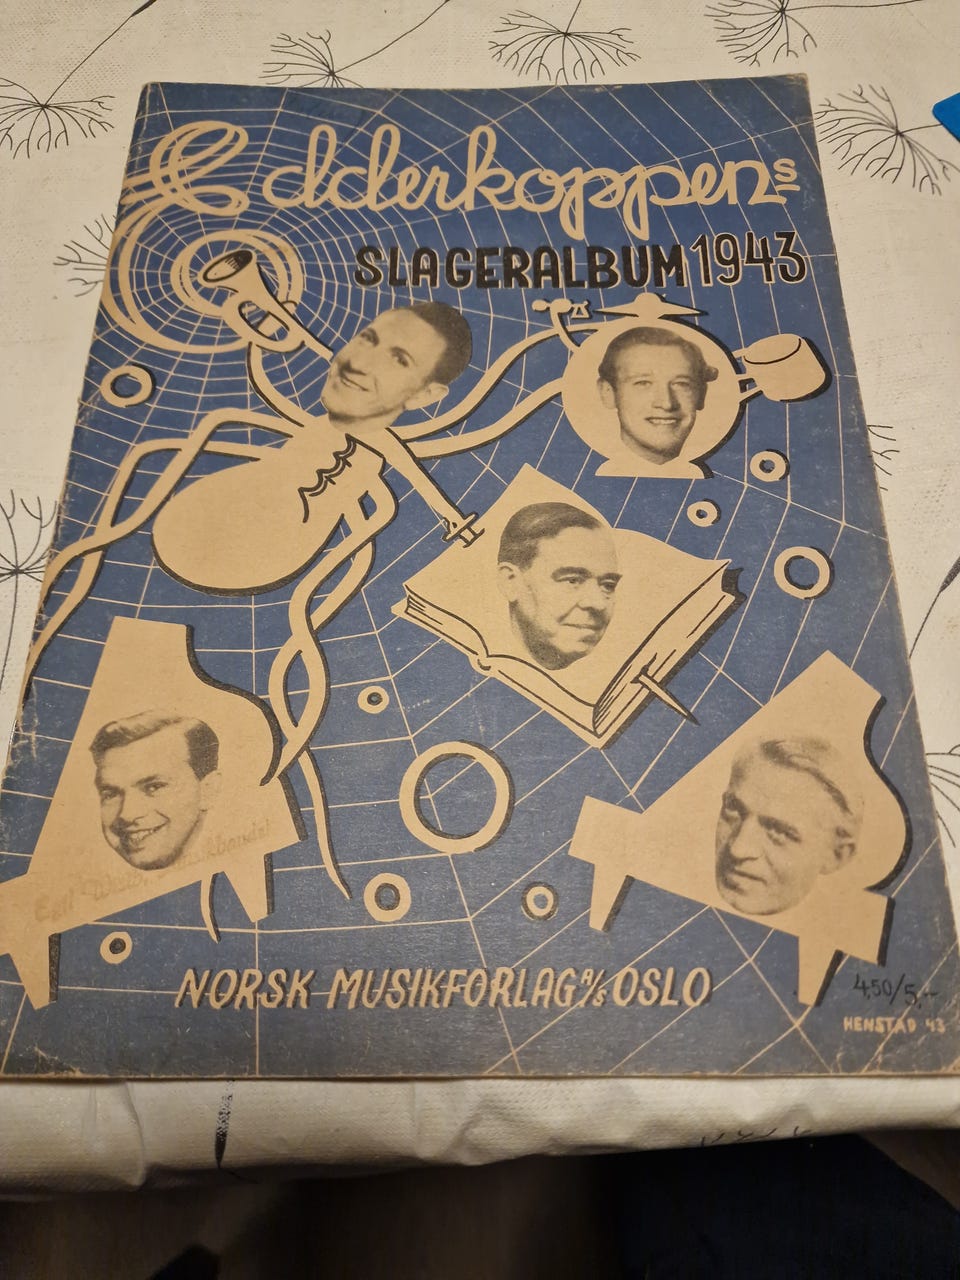 Edderkoppens
SLAGERALBUM 1943
NORSK MUSIKFORLAG A/S OSLO
4,50/5,-
HENSTAD '43